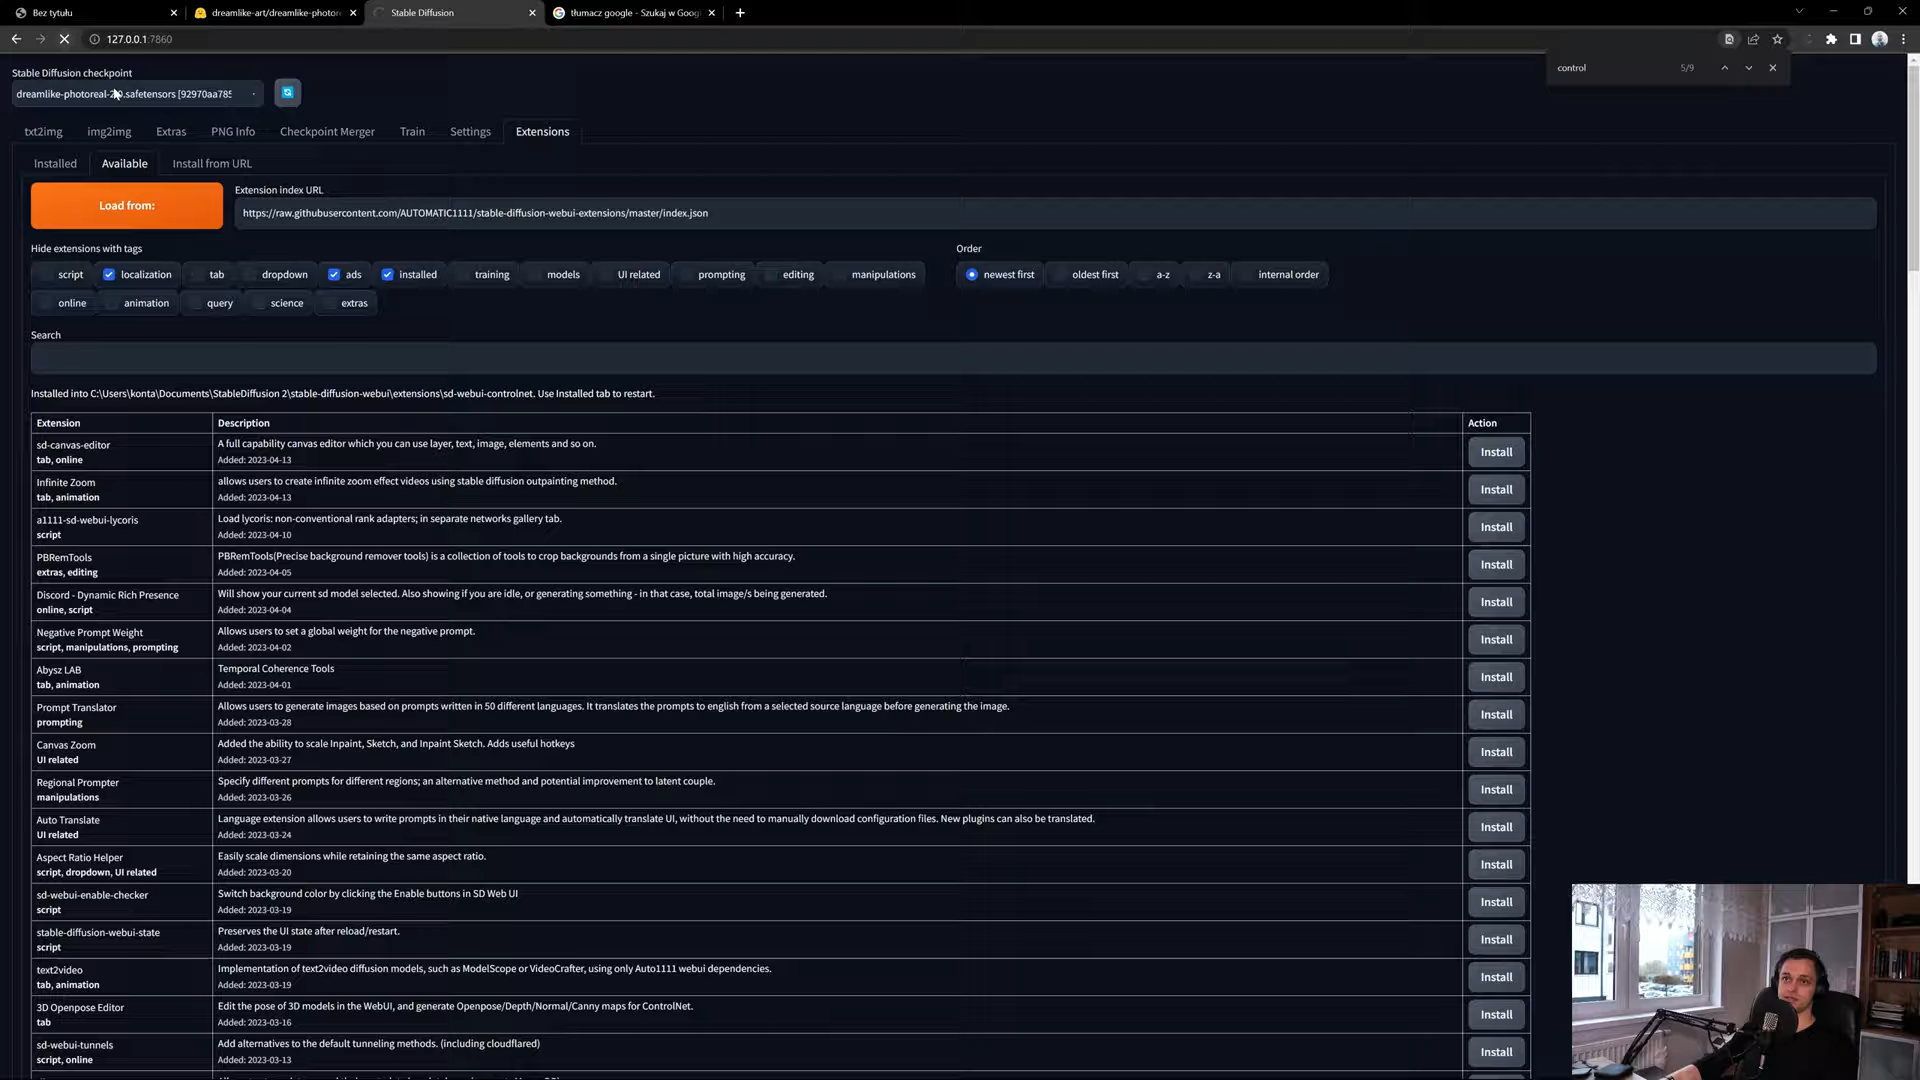 Bez tytułu
dreamlike-art/dreamlike-photor
Stable Diffusion
tłumacz google - Szukaj w Goog
127.0.0.1:7860
control
5/9
Stable Diffusion checkpoint
dreamlike-photoreal-2.0.safetensors [92970aa785
txt2img
img2img
Extras
PNG Info
Checkpoint Merger
Train
Settings
Extensions
Installed
Available
Install from URL
Load from:
Extension index URL
https://raw.githubusercontent.com/AUTOMATIC1111/stable-diffusion-webui-extensions/master/index.json
Hide extensions with tags
script
localization
tab
dropdown
ads
installed
training
models
UI related
prompting
editing
manipulations
online
animation
query
science
extras
Order
newest first
oldest first
a-z
z-a
internal order
Search
Installed into C:\Users\konta\Documents\StableDiffusion 2\stable-diffusion-webui\extensions\sd-webui-controlnet. Use Installed tab to restart.
Extension Description Action
sd-canvas-editor A full capability canvas editor which you can use layer, text, image, elements and so on. Install
tab, online Added: 2023-04-13
Infinite Zoom allows users to create infinite zoom effect videos using stable diffusion outpainting method. Install
tab, animation Added: 2023-04-13
a1111-sd-webui-lycoris Load lycoris: non-conventional rank adapters; in separate networks gallery tab. Install
script Added: 2023-04-10
PBRemTools PBRemTools(Precise background remover tools) is a collection of tools to crop backgrounds from a single picture with high accuracy. Install
extras, editing Added: 2023-04-05
Discord - Dynamic Rich Presence Will show your current sd model selected. Also showing if you are idle, or generating something - in that case, total image/s being generated. Install
online, script Added: 2023-04-04
Negative Prompt Weight Allows users to set a global weight for the negative prompt. Install
script, manipulations, prompting Added: 2023-04-02
Abysz LAB Temporal Coherence Tools Install
tab, animation Added: 2023-04-01
Prompt Translator Allows users to generate images based on prompts written in 50 different languages. It translates the prompts to english from a selected source language before generating the image. Install
prompting Added: 2023-03-28
Canvas Zoom Added the ability to scale Inpaint, Sketch, and Inpaint Sketch. Adds useful hotkeys Install
UI related Added: 2023-03-27
Regional Prompter Specify different prompts for different regions; an alternative method and potential improvement to latent couple. Install
manipulations Added: 2023-03-26
Auto Translate Language extension allows users to write prompts in their native language and automatically translate UI, without the need to manually download configuration files. New plugins can also be translated. Install
UI related Added: 2023-03-24
Aspect Ratio Helper Easily scale dimensions while retaining the same aspect ratio. Install
script, dropdown, UI related Added: 2023-03-20
sd-webui-enable-checker Switch background color by clicking the Enable buttons in SD Web UI Install
script Added: 2023-03-19
stable-diffusion-webui-state Preserves the UI state after reload/restart. Install
script Added: 2023-03-19
text2video Implementation of text2video diffusion models, such as ModelScope or VideoCrafter, using only Auto1111 webui dependencies. Install
tab, animation Added: 2023-03-19
3D Openpose Editor Edit the pose of 3D models in the WebUI, and generate Openpose/Depth/Normal/Canny maps for ControlNet. Install
tab Added: 2023-03-16
sd-webui-tunnels Add alternatives to the default tunneling methods. (including cloudflared) Install
script, online Added: 2023-03-13